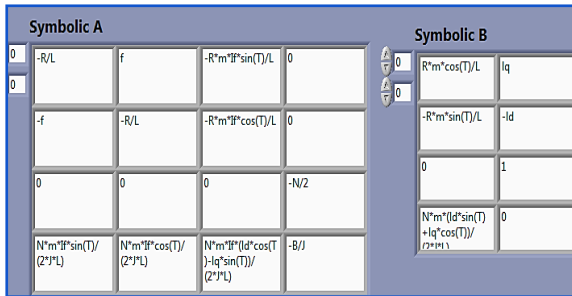 Symbolic A
Symbolic B
0
0
-R/L
f
-R*m*If*sin(T)/L
0
-f
-R/L
-R*m*If*cos(T)/L
0
0
0
0
-N/2
N*m*If*sin(T)/
(2*J*L)
N*m*If*cos(T)/
(2*J*L)
N*m*If*(Id*cos(T
)-Iq*sin(T))/
(2*J*L)
-B/J
0
0
R*m*cos(T)/L
Iq
-R*m*sin(T)/L
-Id
0
1
N*m*(Id*sin(T)
+Iq*cos(T))/
(2*J*L)
0